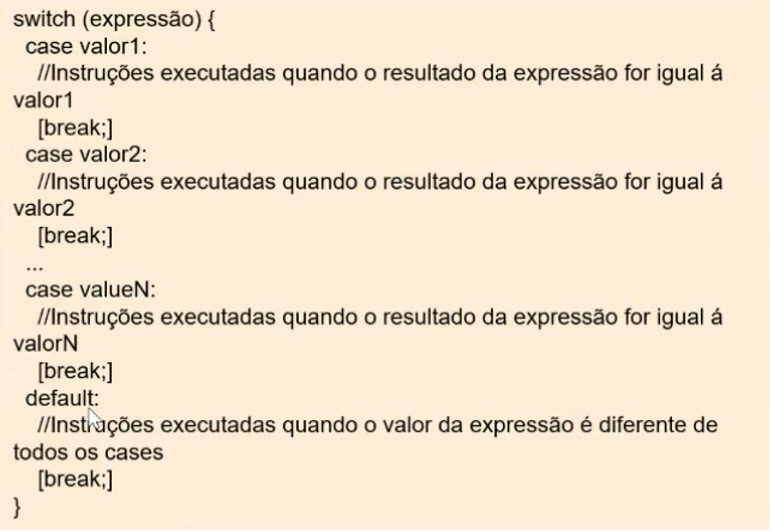 switch (expressão) {
case valor1:
//Instruções executadas quando o resultado da expressão for igual á
valor1
[break;]
case valor2:
//Instruções executadas quando o resultado da expressão for igual á
valor2
[break;]
...
case valueN:
//Instruções executadas quando o resultado da expressão for igual á
valorN
[break;]
default:
//Instruções executadas quando o valor da expressão é diferente de
todos os cases
[break;]
}